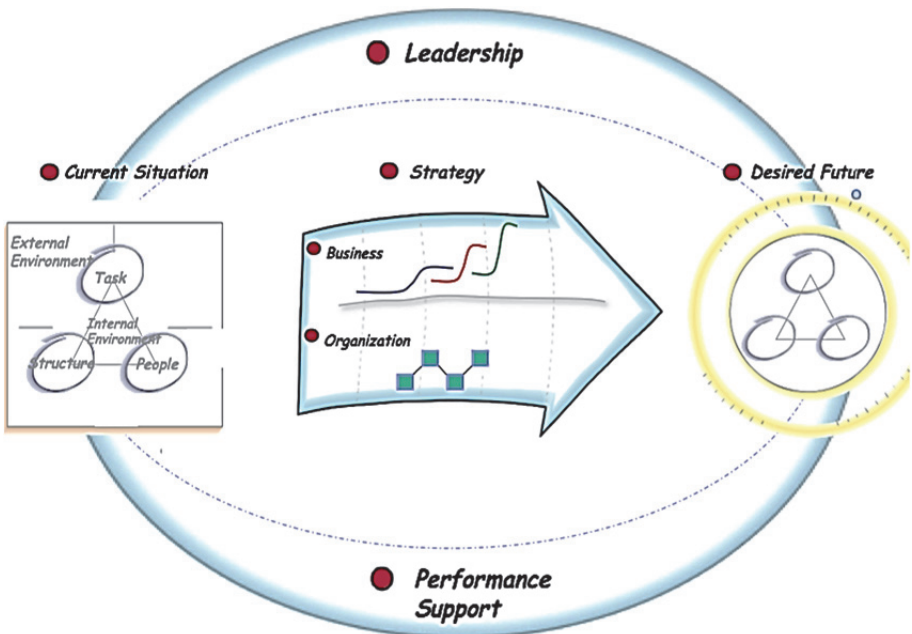 Leadership
Current Situation
Strategy
Desired Future
External
Environment
Task
Internal
Environment
Structure
People
Business
Organization
Performance
Support